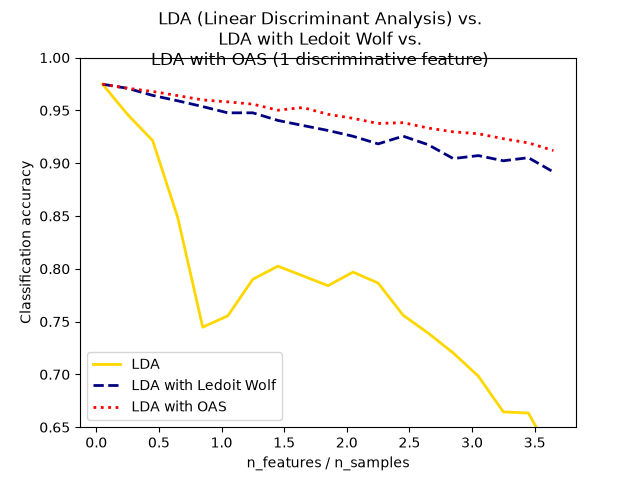 LDA (Linear Discriminant Analysis) vs.
LDA with Ledoit Wolf vs.
LDA with OAS (1 discriminative feature)
1.00
0.95
0.90
0.85
0.80
0.75
0.70
0.65
Classification accuracy
LDA
LDA with Ledoit Wolf
LDA with OAS
0.0 0.5 1.0 1.5 2.0 2.5 3.0 3.5
n_features / n_samples